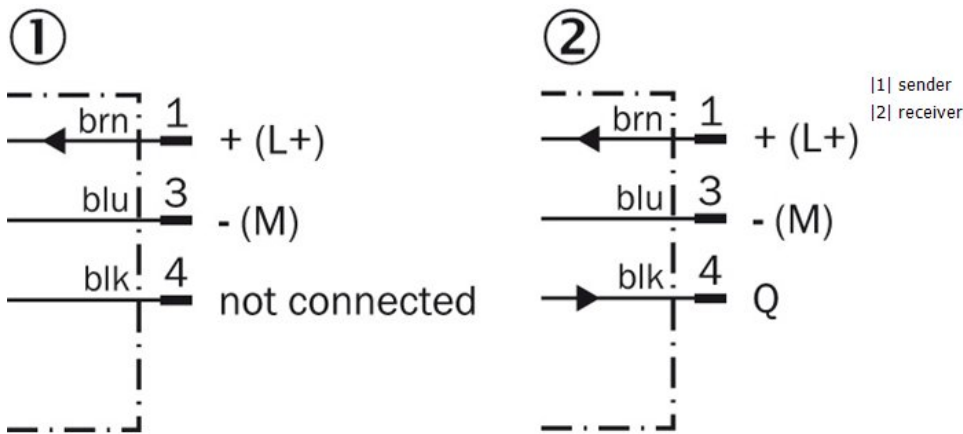 ①
brn 1 + (L+)
blu 3 - (M)
blk 4 not connected
②
brn 1 + (L+)
blu 3 - (M)
blk 4 Q
|1| sender
|2| receiver